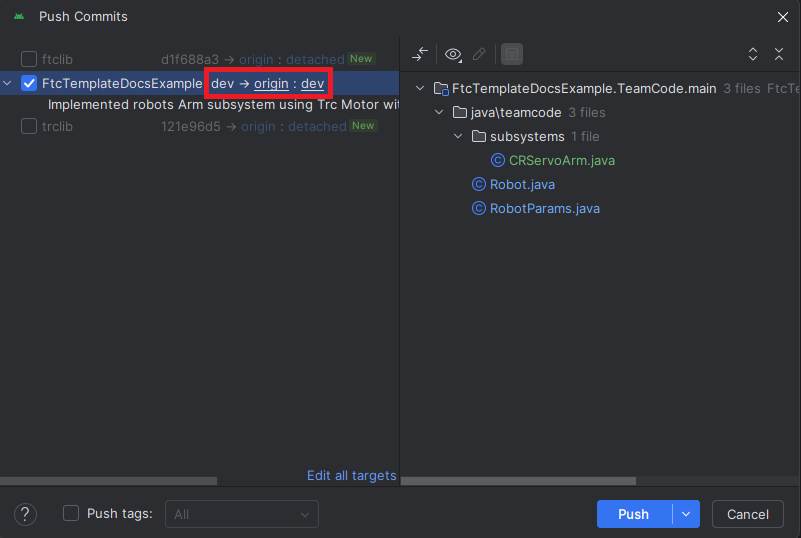 Push Commits
ftclib d1f688a3 → origin : detached New
FtcTemplateDocsExample dev → origin : dev
Implemented robots Arm subsystem using Trc Motor wit
trclib 121e96d5 → origin : detached New
Edit all targets
FtcTemplateDocsExample.TeamCode.main 3 files FtcTe
java\teamcode 3 files
subsystems 1 file
CRServoArm.java
Robot.java
RobotParams.java
? Push tags: All
Push Cancel